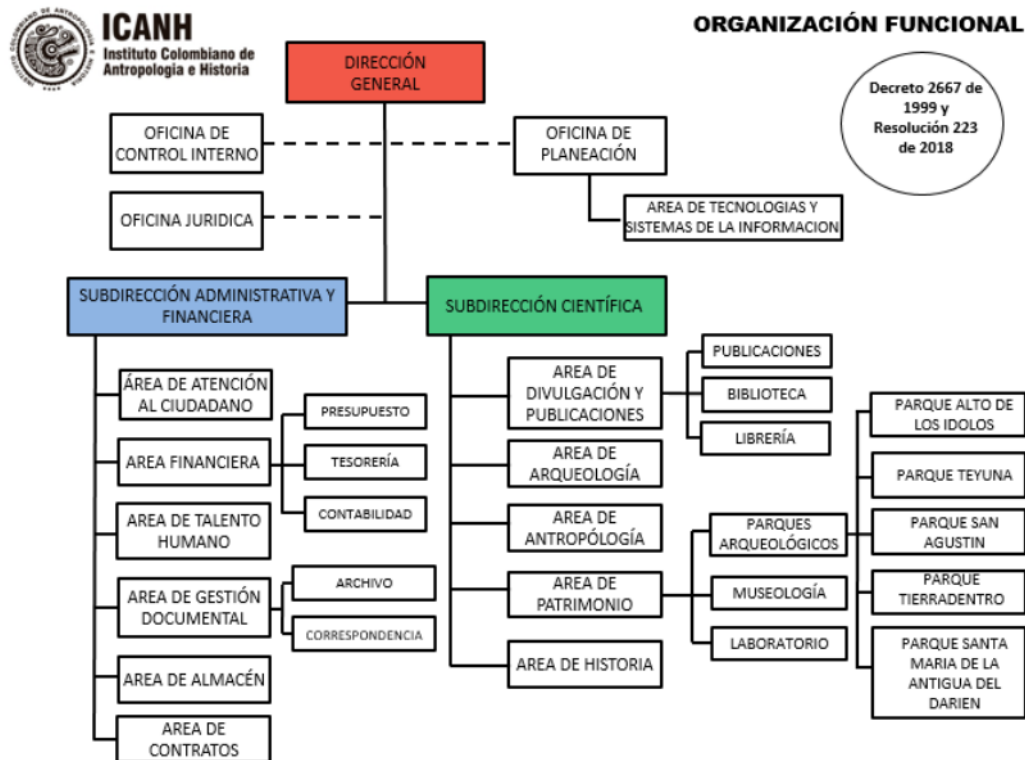 ICANH
Instituto Colombiano de
Antropologia e Historia
ORGANIZACIÓN FUNCIONAL
Decreto 2667 de
1999 y
Resolución 223
de 2018
DIRECCIÓN
GENERAL
OFICINA DE
CONTROL INTERNO
OFICINA DE
PLANEACIÓN
OFICINA JURIDICA
AREA DE TECNOLOGIAS Y
SISTEMAS DE LA INFORMACION
SUBDIRECCIÓN ADMINISTRATIVA Y
FINANCIERA
SUBDIRECCIÓN CIENTÍFICA
ÁREA DE ATENCIÓN
AL CIUDADANO
AREA FINANCIERA
PRESUPUESTO
TESORERÍA
CONTABILIDAD
AREA DE TALENTO
HUMANO
AREA DE GESTIÓN
DOCUMENTAL
ARCHIVO
CORRESPONDENCIA
AREA DE ALMACÉN
AREA DE
CONTRATOS
AREA DE
DIVULGACIÓN Y
PUBLICACIONES
PUBLICACIONES
BIBLIOTECA
LIBRERÍA
AREA DE
ARQUEOLOGÍA
AREA DE
ANTROPÓLOGÍA
AREA DE
PATRIMONIO
PARQUES
ARQUEOLÓGICOS
MUSEOLOGÍA
LABORATORIO
AREA DE HISTORIA
PARQUE ALTO DE
LOS IDOLOS
PARQUE TEYUNA
PARQUE SAN
AGUSTIN
PARQUE
TIERRADENTRO
PARQUE SANTA
MARIA DE LA
ANTIGUA DEL
DARIEN